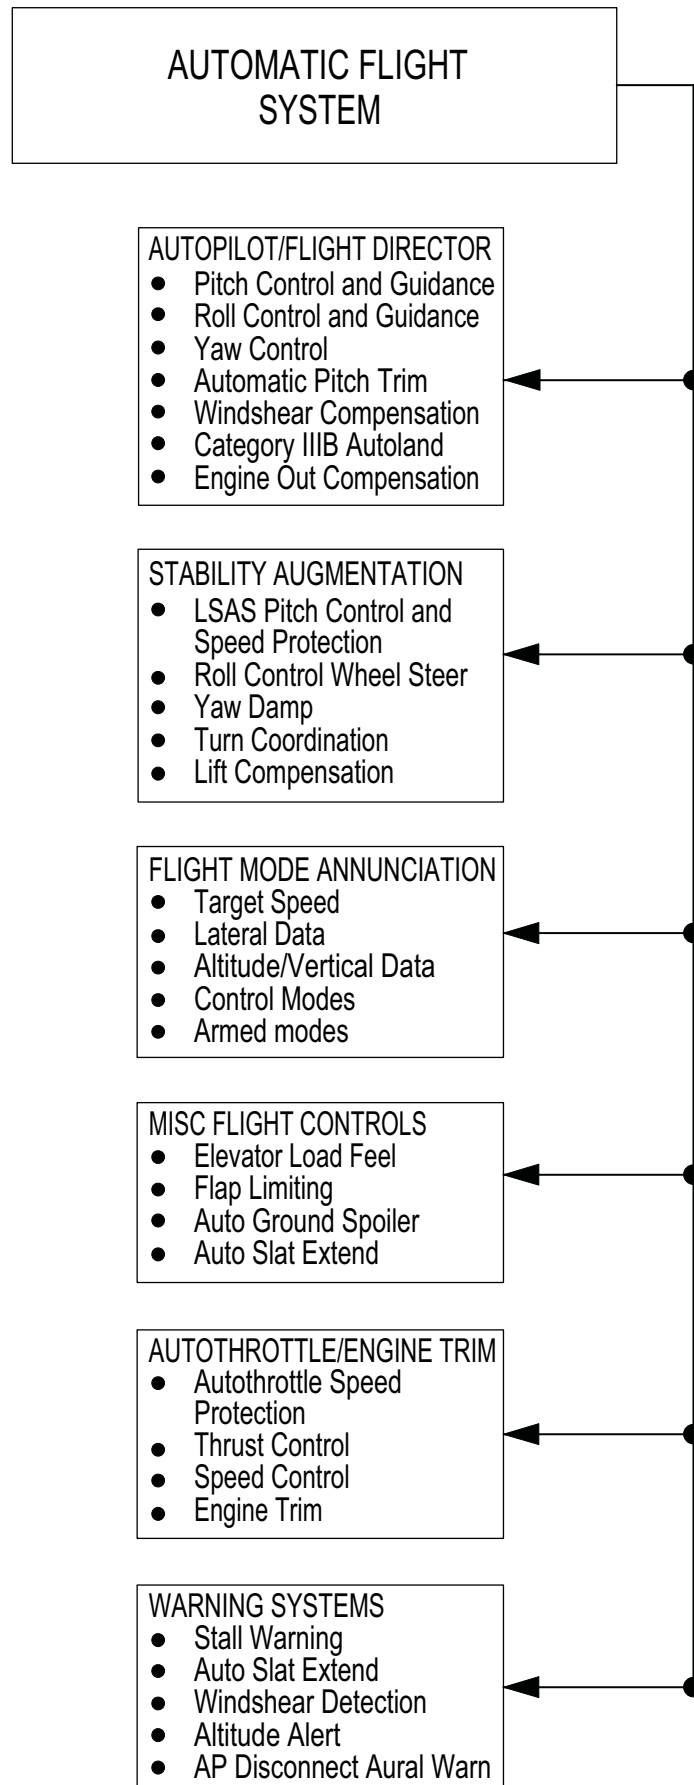 AUTOMATIC FLIGHT
SYSTEM
AUTOPILOT/FLIGHT DIRECTOR
● Pitch Control and Guidance
● Roll Control and Guidance
● Yaw Control
● Automatic Pitch Trim
● Windshear Compensation
● Category IIIB Autoland
● Engine Out Compensation
STABILITY AUGMENTATION
● LSAS Pitch Control and
Speed Protection
● Roll Control Wheel Steer
● Yaw Damp
● Turn Coordination
● Lift Compensation
FLIGHT MODE ANNUNCIATION
● Target Speed
● Lateral Data
● Altitude/Vertical Data
● Control Modes
● Armed modes
MISC FLIGHT CONTROLS
● Elevator Load Feel
● Flap Limiting
● Auto Ground Spoiler
● Auto Slat Extend
AUTOTHROTTLE/ENGINE TRIM
● Autothrottle Speed
Protection
● Thrust Control
● Speed Control
● Engine Trim
WARNING SYSTEMS
● Stall Warning
● Auto Slat Extend
● Windshear Detection
● Altitude Alert
● AP Disconnect Aural Warn